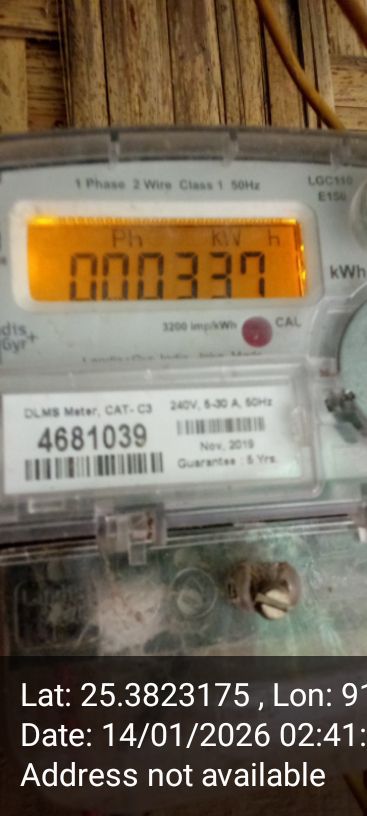 1 Phase 2 Wire Class 1 50Hz
LGC110
E150
Ph KW h
000337
kWh
dis
Gyr+
3200 imp/kWh CAL
DLMS Meter, CAT- C3
240V, 5-30 A, 50Hz
4681039
Nov, 2019
Guarantee : 5 Yrs.
Lat: 25.3823175 , Lon: 91
Date: 14/01/2026 02:41:
Address not available